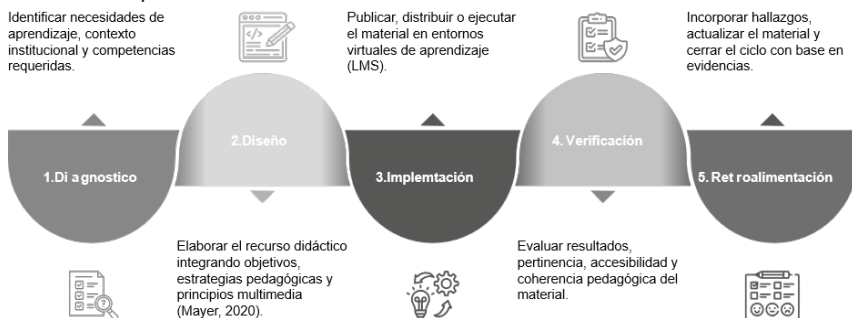 Identificar necesidades de
aprendizaje, contexto
institucional y competencias
requeridas.
1.Di agnostico
2.Diseño
Elaborar el recurso didáctico
integrando objetivos,
estrategias pedagógicas y
principios multimedia
(Mayer, 2020).
Publicar, distribuir o ejecutar
el material en entornos
virtuales de aprendizaje
(LMS).
3.Implemtación
4. Verificación
Evaluar resultados,
pertinencia, accesibilidad y
coherencia pedagógica del
material.
Incorporar hallazgos,
actualizar el material y
cerrar el ciclo con base en
evidencias.
5. Ret roalimentación